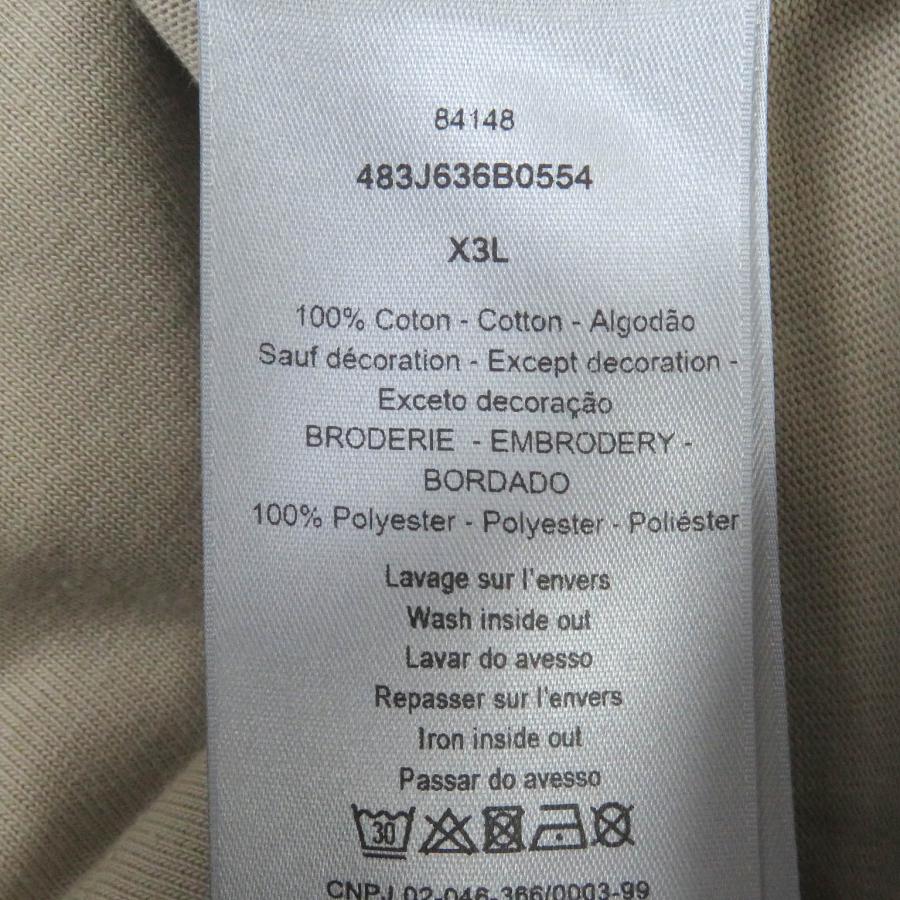 84148
483J636B0554
X3L
100% Coton - Cotton - Algodão
Sauf décoration - Except decoration -
Exceto decoração
BRODERIE - EMBRODERY -
BORDADO
100% Polyester - Polyester - Poliéster
Lavage sur l'envers
Wash inside out
Lavar do avesso
Repasser sur l'envers
Iron inside out
Passar do avesso
30
CNPJ 02-046-366/0003-99